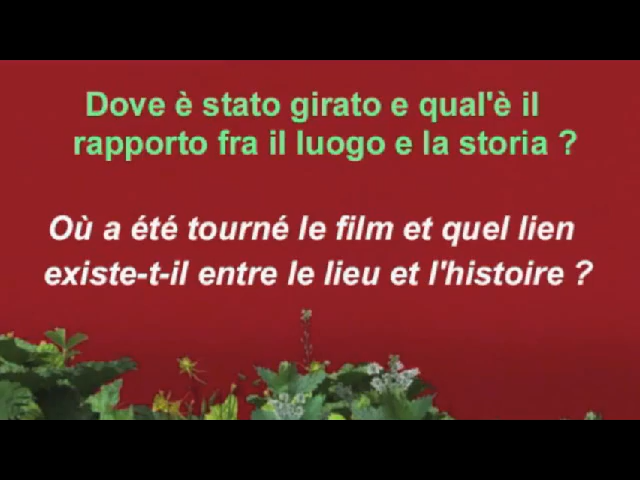 Dove è stato girato e qual'è il
rapporto fra il luogo e la storia ?
Où a été tourné le film et quel lien
existe-t-il entre le lieu et l'histoire ?